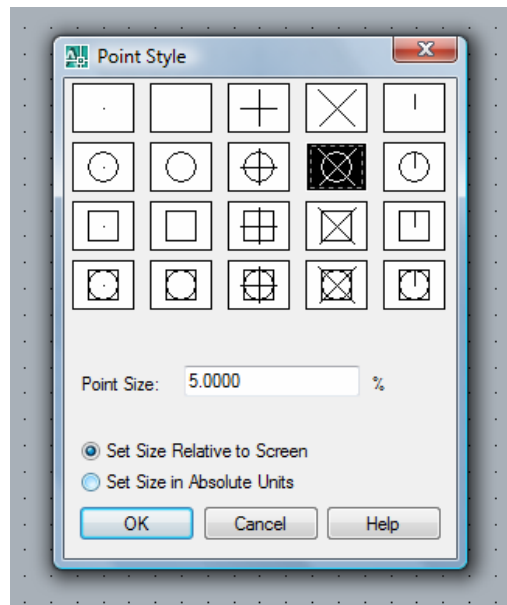 Point Style
Point Size: 5.0000 %
Set Size Relative to Screen
Set Size in Absolute Units
OK Cancel Help